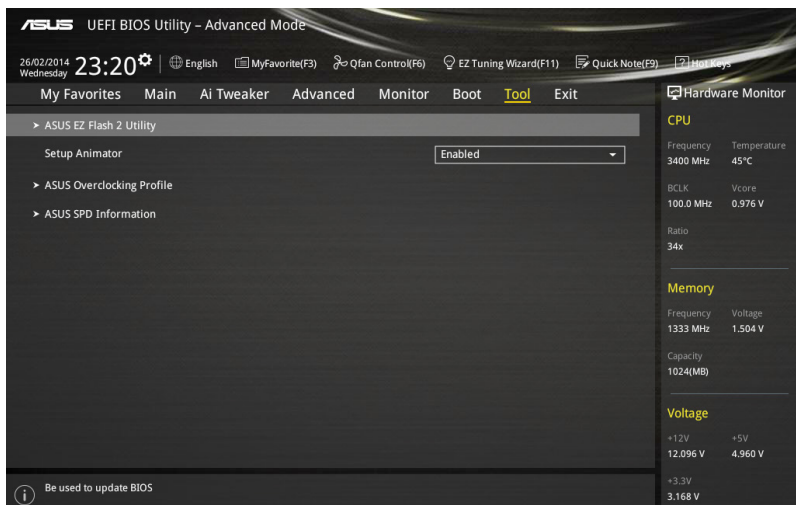 ASUS UEFI BIOS Utility – Advanced Mode
26/02/2014
Wednesday
23:20
English
MyFavorite(F3)
Qfan Control(F6)
EZ Tuning Wizard(F11)
Quick Note(F9)
? Hot Keys
My Favorites Main Ai Tweaker Advanced Monitor Boot Tool Exit
Hardware Monitor
> ASUS EZ Flash 2 Utility
Setup Animator Enabled
> ASUS Overclocking Profile
> ASUS SPD Information
Be used to update BIOS
CPU
Frequency Temperature
3400 MHz 45°C
BCLK Vcore
100.0 MHz 0.976 V
Ratio
34x
Memory
Frequency Voltage
1333 MHz 1.504 V
Capacity
1024(MB)
Voltage
+12V +5V
12.096 V 4.960 V
+3.3V
3.168 V